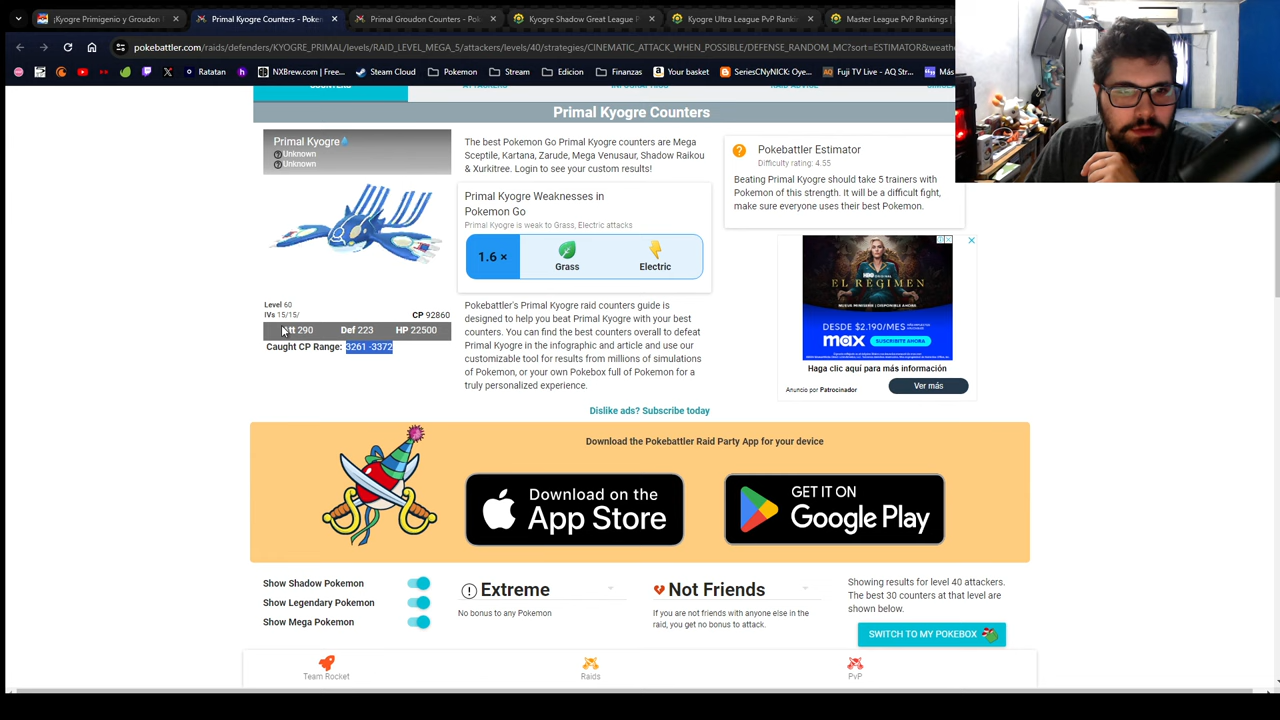 ¡Kyogre Primigenio y Groudon
Primal Kyogre Counters - Poke
Primal Groudon Counters - Pok
Kyogre Shadow Great League P
Kyogre Ultra League PvP Ranki
Master League PvP Rankings |
pokebattler.com/raids/defenders/KYOGRE_PRIMAL/levels/RAID_LEVEL_MEGA_5/attackers/levels/40/strategies/CINEMATIC_ATTACK_WHEN_POSSIBLE/DEFENSE_RANDOM_MC?sort=ESTIMATOR&weath
Ratatan
NXBrew.com | Free...
Steam Cloud
Pokemon
Stream
Edicion
Finanzas
Your basket
SeriesCNyNICK: Oye...
AQ Str...
Fuji TV Live - AQ Str...
Más
COUNTERS
ATTACKERS
INFOGRAPHICS
RAID ADVICE
Primal Kyogre Counters
Primal Kyogre
Unknown
Unknown
Level 60
IVs 15/15/
CP 92860
Att 290 Def 223 HP 22500
Caught CP Range: 3261 -3372
The best Pokemon Go Primal Kyogre counters are Mega
Sceptile, Kartana, Zarude, Mega Venusaur, Shadow Raikou
& Xurkitree. Login to see your custom results!
Primal Kyogre Weaknesses in
Pokemon Go
Primal Kyogre is weak to Grass, Electric attacks
1.6 ×
Grass
Electric
Pokebattler's Primal Kyogre raid counters guide is
designed to help you beat Primal Kyogre with your best
counters. You can find the best counters overall to defeat
Primal Kyogre in the infographic and article and use our
customizable tool for results from millions of simulations
of Pokemon, or your own Pokebox full of Pokemon for a
truly personalized experience.
Pokebattler Estimator
Difficulty rating: 4.55
Beating Primal Kyogre should take 5 trainers with
Pokemon of this strength. It will be a difficult fight,
make sure everyone uses their best Pokemon.
HBO ORIGINAL
EL RÉGIMEN
DESDE $2.190/MES
max
SUSCRIBITE AHORA
Haga clic aquí para más información
Anuncio por Patrocinador
Ver más
Dislike ads? Subscribe today
Download the Pokebattler Raid Party App for your device
Download on the
App Store
GET IT ON
Google Play
Show Shadow Pokemon
Show Legendary Pokemon
Show Mega Pokemon
Extreme
No bonus to any Pokemon
Not Friends
If you are not friends with anyone else in the
raid, you get no bonus to attack.
Showing results for level 40 attackers.
The best 30 counters at that level are
shown below.
SWITCH TO MY POKEBOX
Team Rocket
Raids
PvP